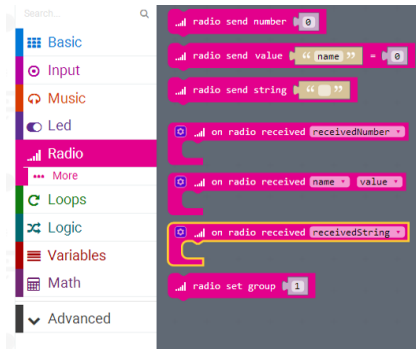 Search...
Basic
Input
Music
Led
Radio
More
Loops
Logic
Variables
Math
Advanced
radio send number 0
radio send value “ name ” = 0
radio send string “ ”
on radio received receivedNumber
on radio received name value
on radio received receivedString
radio set group 1